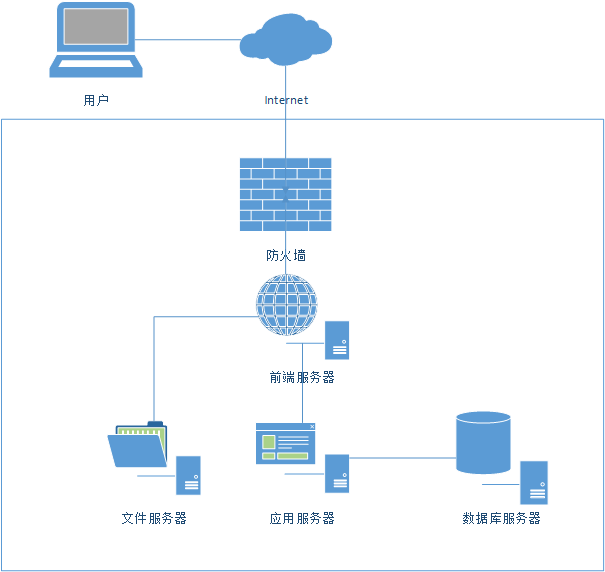 用户
Internet
防火墙
前端服务器
文件服务器
应用服务器
数据库服务器